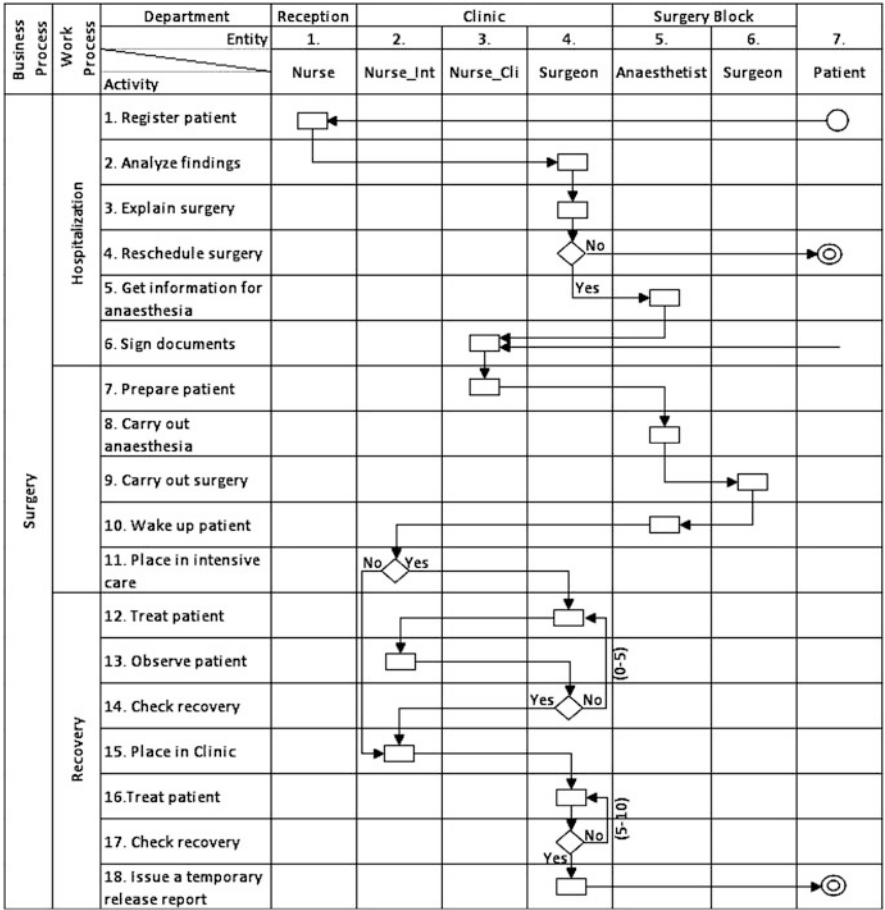 Business Process
Work Process
Department
Reception
Clinic
Surgery Block
Entity
1.
2.
3.
4.
5.
6.
7.
Activity
Nurse
Nurse_Int
Nurse_Cli
Surgeon
Anaesthetist
Surgeon
Patient
Surgery
Hospitalization
1. Register patient
2. Analyze findings
3. Explain surgery
4. Reschedule surgery
No
5. Get information for
anaesthesia
Yes
6. Sign documents
7. Prepare patient
8. Carry out
anaesthesia
9. Carry out surgery
10. Wake up patient
11. Place in intensive
care
No
Yes
Recovery
12. Treat patient
13. Observe patient
(0-5)
14. Check recovery
Yes
No
15. Place in Clinic
16.Treat patient
(5-10)
17. Check recovery
No
Yes
18. Issue a temporary
release report